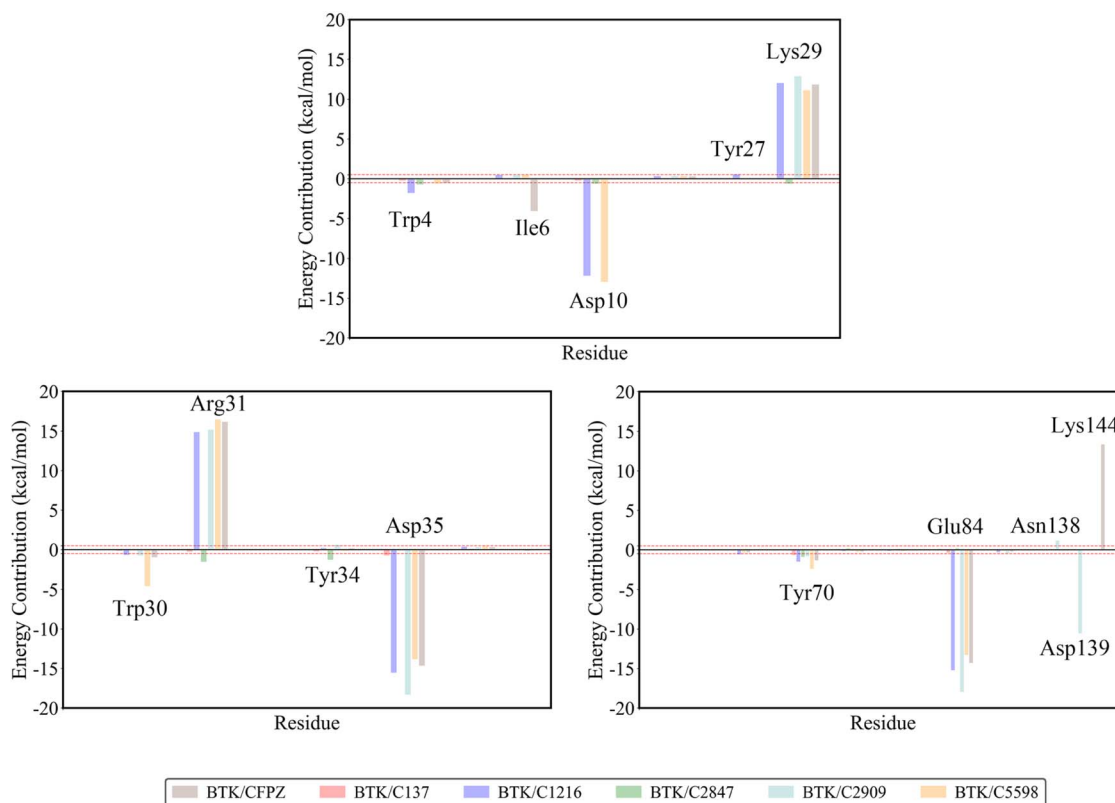 Energy Contribution (kcal/mol)
20
15
10
5
0
-5
-10
-15
-20
Lys29
Tyr27
Trp4
Ile6
Asp10
Residue
Energy Contribution (kcal/mol)
20
15
10
5
0
-5
-10
-15
-20
Arg31
Asp35
Tyr34
Trp30
Residue
Energy Contribution (kcal/mol)
20
15
10
5
0
-5
-10
-15
-20
Lys144
Glu84
Asn138
Tyr70
Asp139
Residue
BTK/CFPZ BTK/C137 BTK/C1216 BTK/C2847 BTK/C2909 BTK/C5598